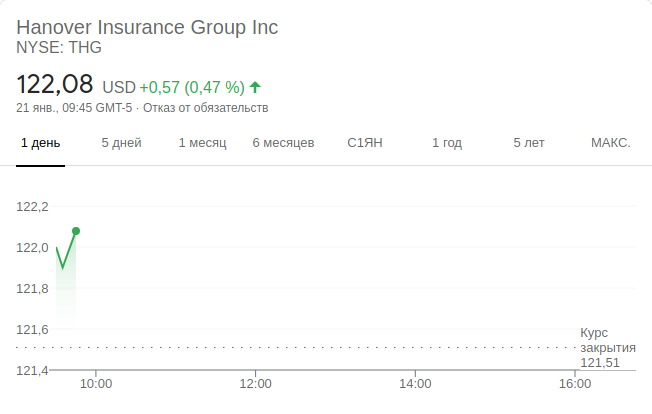 Hanover Insurance Group Inc
NYSE: THG
122,08 USD +0,57 (0,47 %)
21 янв., 09:45 GMT-5 · Отказ от обязательств
1 день 5 дней 1 месяц 6 месяцев С1ЯН 1 год 5 лет МАКС.
122,2
122,0
121,8
121,6
Курс
закрытия
121,51
121,4
10:00 12:00 14:00 16:00